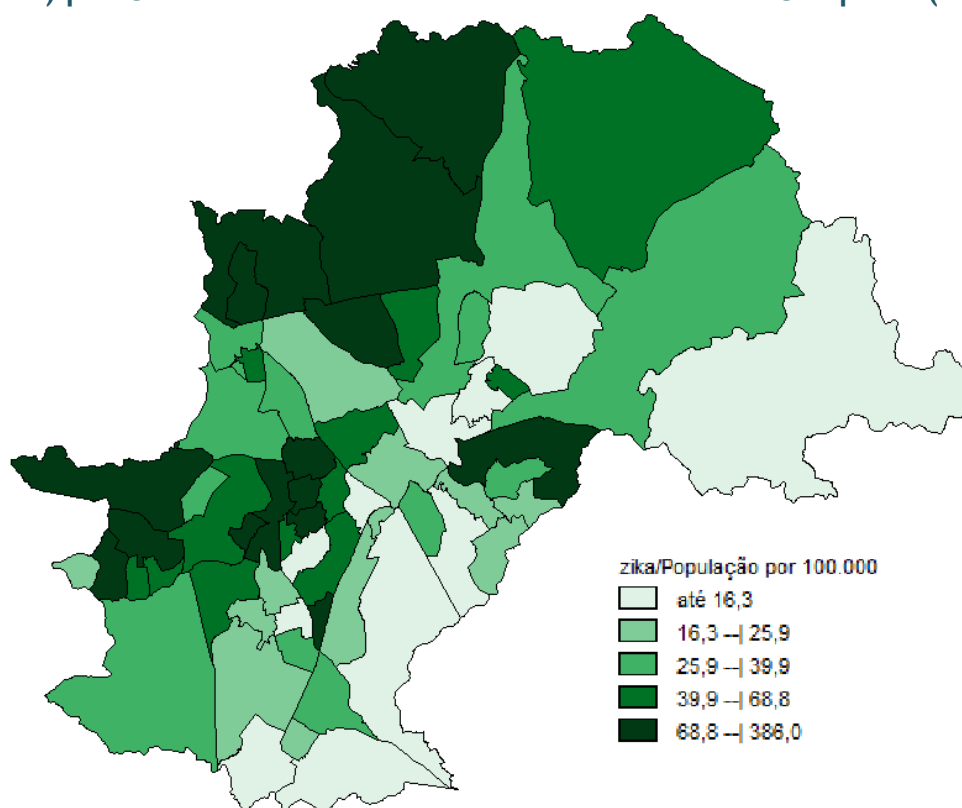 zika/População por 100.000
até 16,3
16,3 --| 25,9
25,9 --| 39,9
39,9 --| 68,8
68,8 --| 386,0